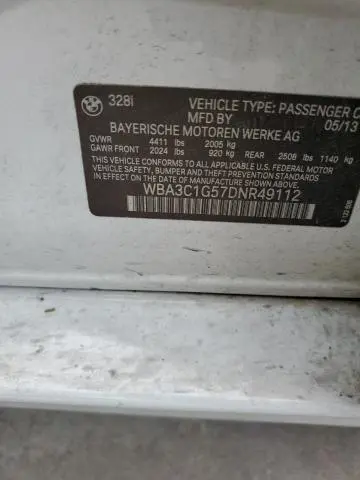 328i
VEHICLE TYPE: PASSENGER C
MFD BY
05/13
BAYERISCHE MOTOREN WERKE AG
GVWR 4411 lbs 2005 kg
GAWR FRONT 2024 lbs 920 kg REAR 2508 lbs 1140 kg
THIS VEHICLE CONFORMS TO ALL APPLICABLE U.S. FEDERAL MOTOR
VEHICLE SAFETY, BUMPER AND THEFT PREVENTION STANDARDS
IN EFFECT ON THE DATE OF MANUFACTURE SHOWN ABOVE.
WBA3C1G57DNR49112